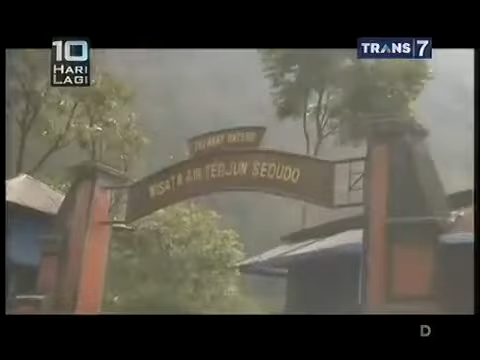 10
HARI
LAGI
TRANS 7
WISATA AIR TERJUN SEDUDO
D